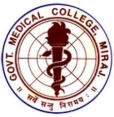 GOVT. MEDICAL COLLEGE, MIRAJ.
॥ सर्वे सन्तु निरामयाः ॥